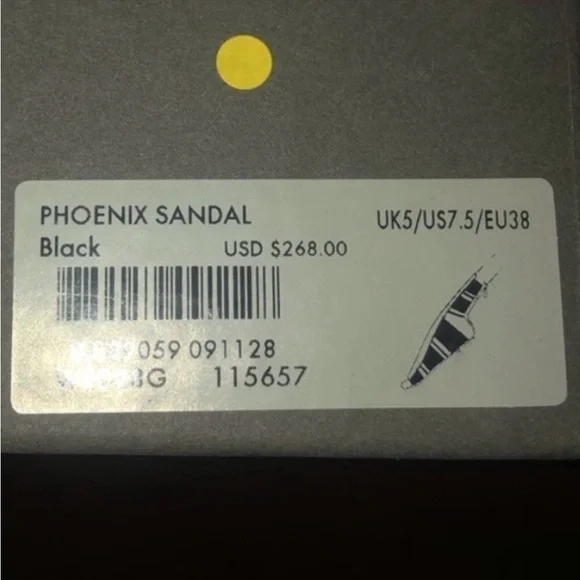 PHOENIX SANDAL
UK5/US7.5/EU38
Black
USD $268.00
059 091128
115657